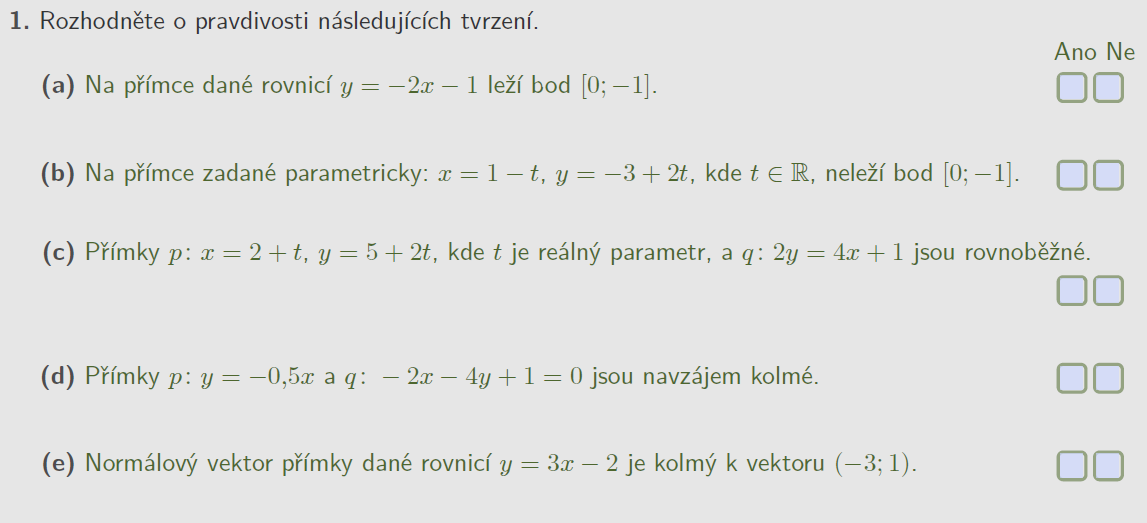 1. Rozhodněte o pravdivosti následujících tvrzení.
Ano Ne
(a) Na přímce dané rovnicí y = −2x − 1 leží bod [0; −1].
(b) Na přímce zadané parametricky: x = 1 − t, y = −3 + 2t, kde t ∈ ℝ, neleží bod [0; −1].
(c) Přímky p: x = 2 + t, y = 5 + 2t, kde t je reálný parametr, a q: 2y = 4x + 1 jsou rovnoběžné.
(d) Přímky p: y = −0,5x a q: − 2x − 4y + 1 = 0 jsou navzájem kolmé.
(e) Normálový vektor přímky dané rovnicí y = 3x − 2 je kolmý k vektoru (−3; 1).